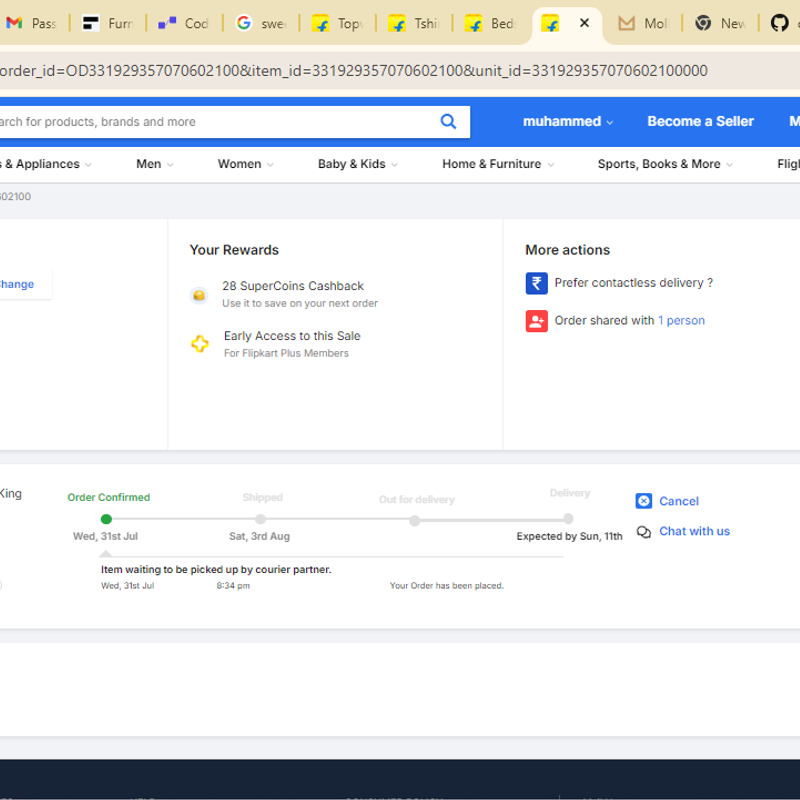 Pass
Furn
Cod
swe
Top
Tshi
Bed
Moll
New
order_id=OD331929357070602100&item_id=331929357070602100&unit_id=331929357070602100000
arch for products, brands and more
muhammed
Become a Seller
M
s & Appliances
Men
Women
Baby & Kids
Home & Furniture
Sports, Books & More
Fligh
602100
Change
Your Rewards
28 SuperCoins Cashback
Use it to save on your next order
Early Access to this Sale
For Flipkart Plus Members
More actions
Prefer contactless delivery ?
Order shared with 1 person
King
Order Confirmed
Shipped
Out for delivery
Delivery
Wed, 31st Jul
Sat, 3rd Aug
Expected by Sun, 11th
Item waiting to be picked up by courier partner.
Wed, 31st Jul
8:34 pm
Your Order has been placed.
Cancel
Chat with us